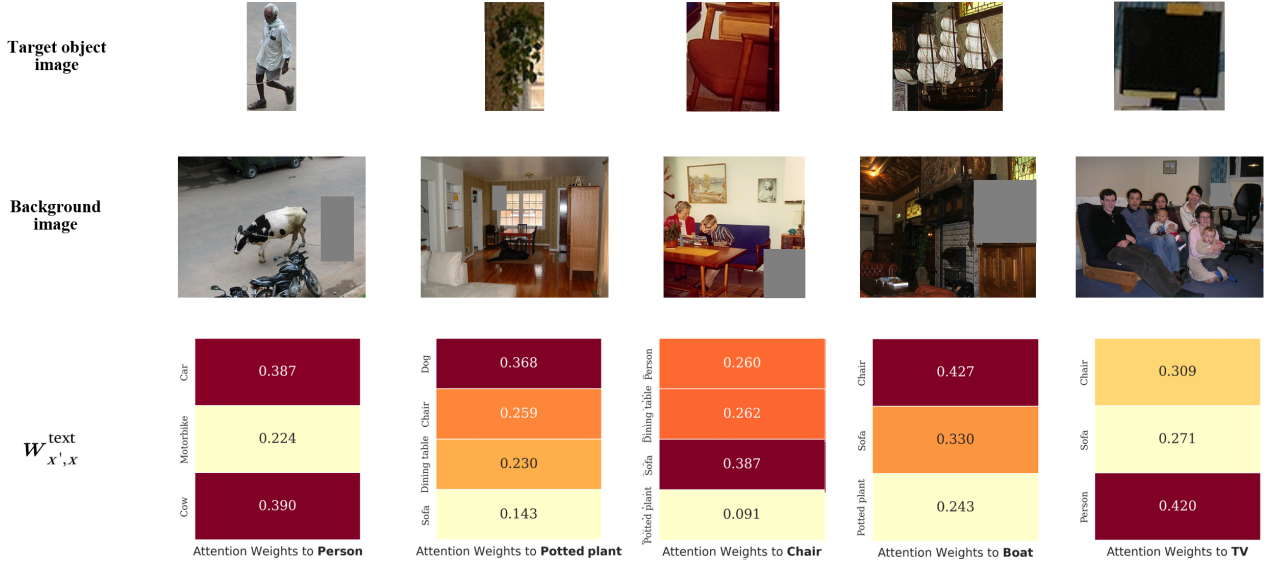 Target object
image
Background
image
W^text_x',x
Car
0.387
Motorbike
0.224
Cow
0.390
Attention Weights to Person
Dog
0.368
Chair
0.259
Dining table
0.230
Sofa
0.143
Attention Weights to Potted plant
Person
0.260
Dining table
0.262
Sofa
0.387
Potted plant
0.091
Attention Weights to Chair
Chair
0.427
Sofa
0.330
Potted plant
0.243
Attention Weights to Boat
Chair
0.309
Sofa
0.271
Person
0.420
Attention Weights to TV